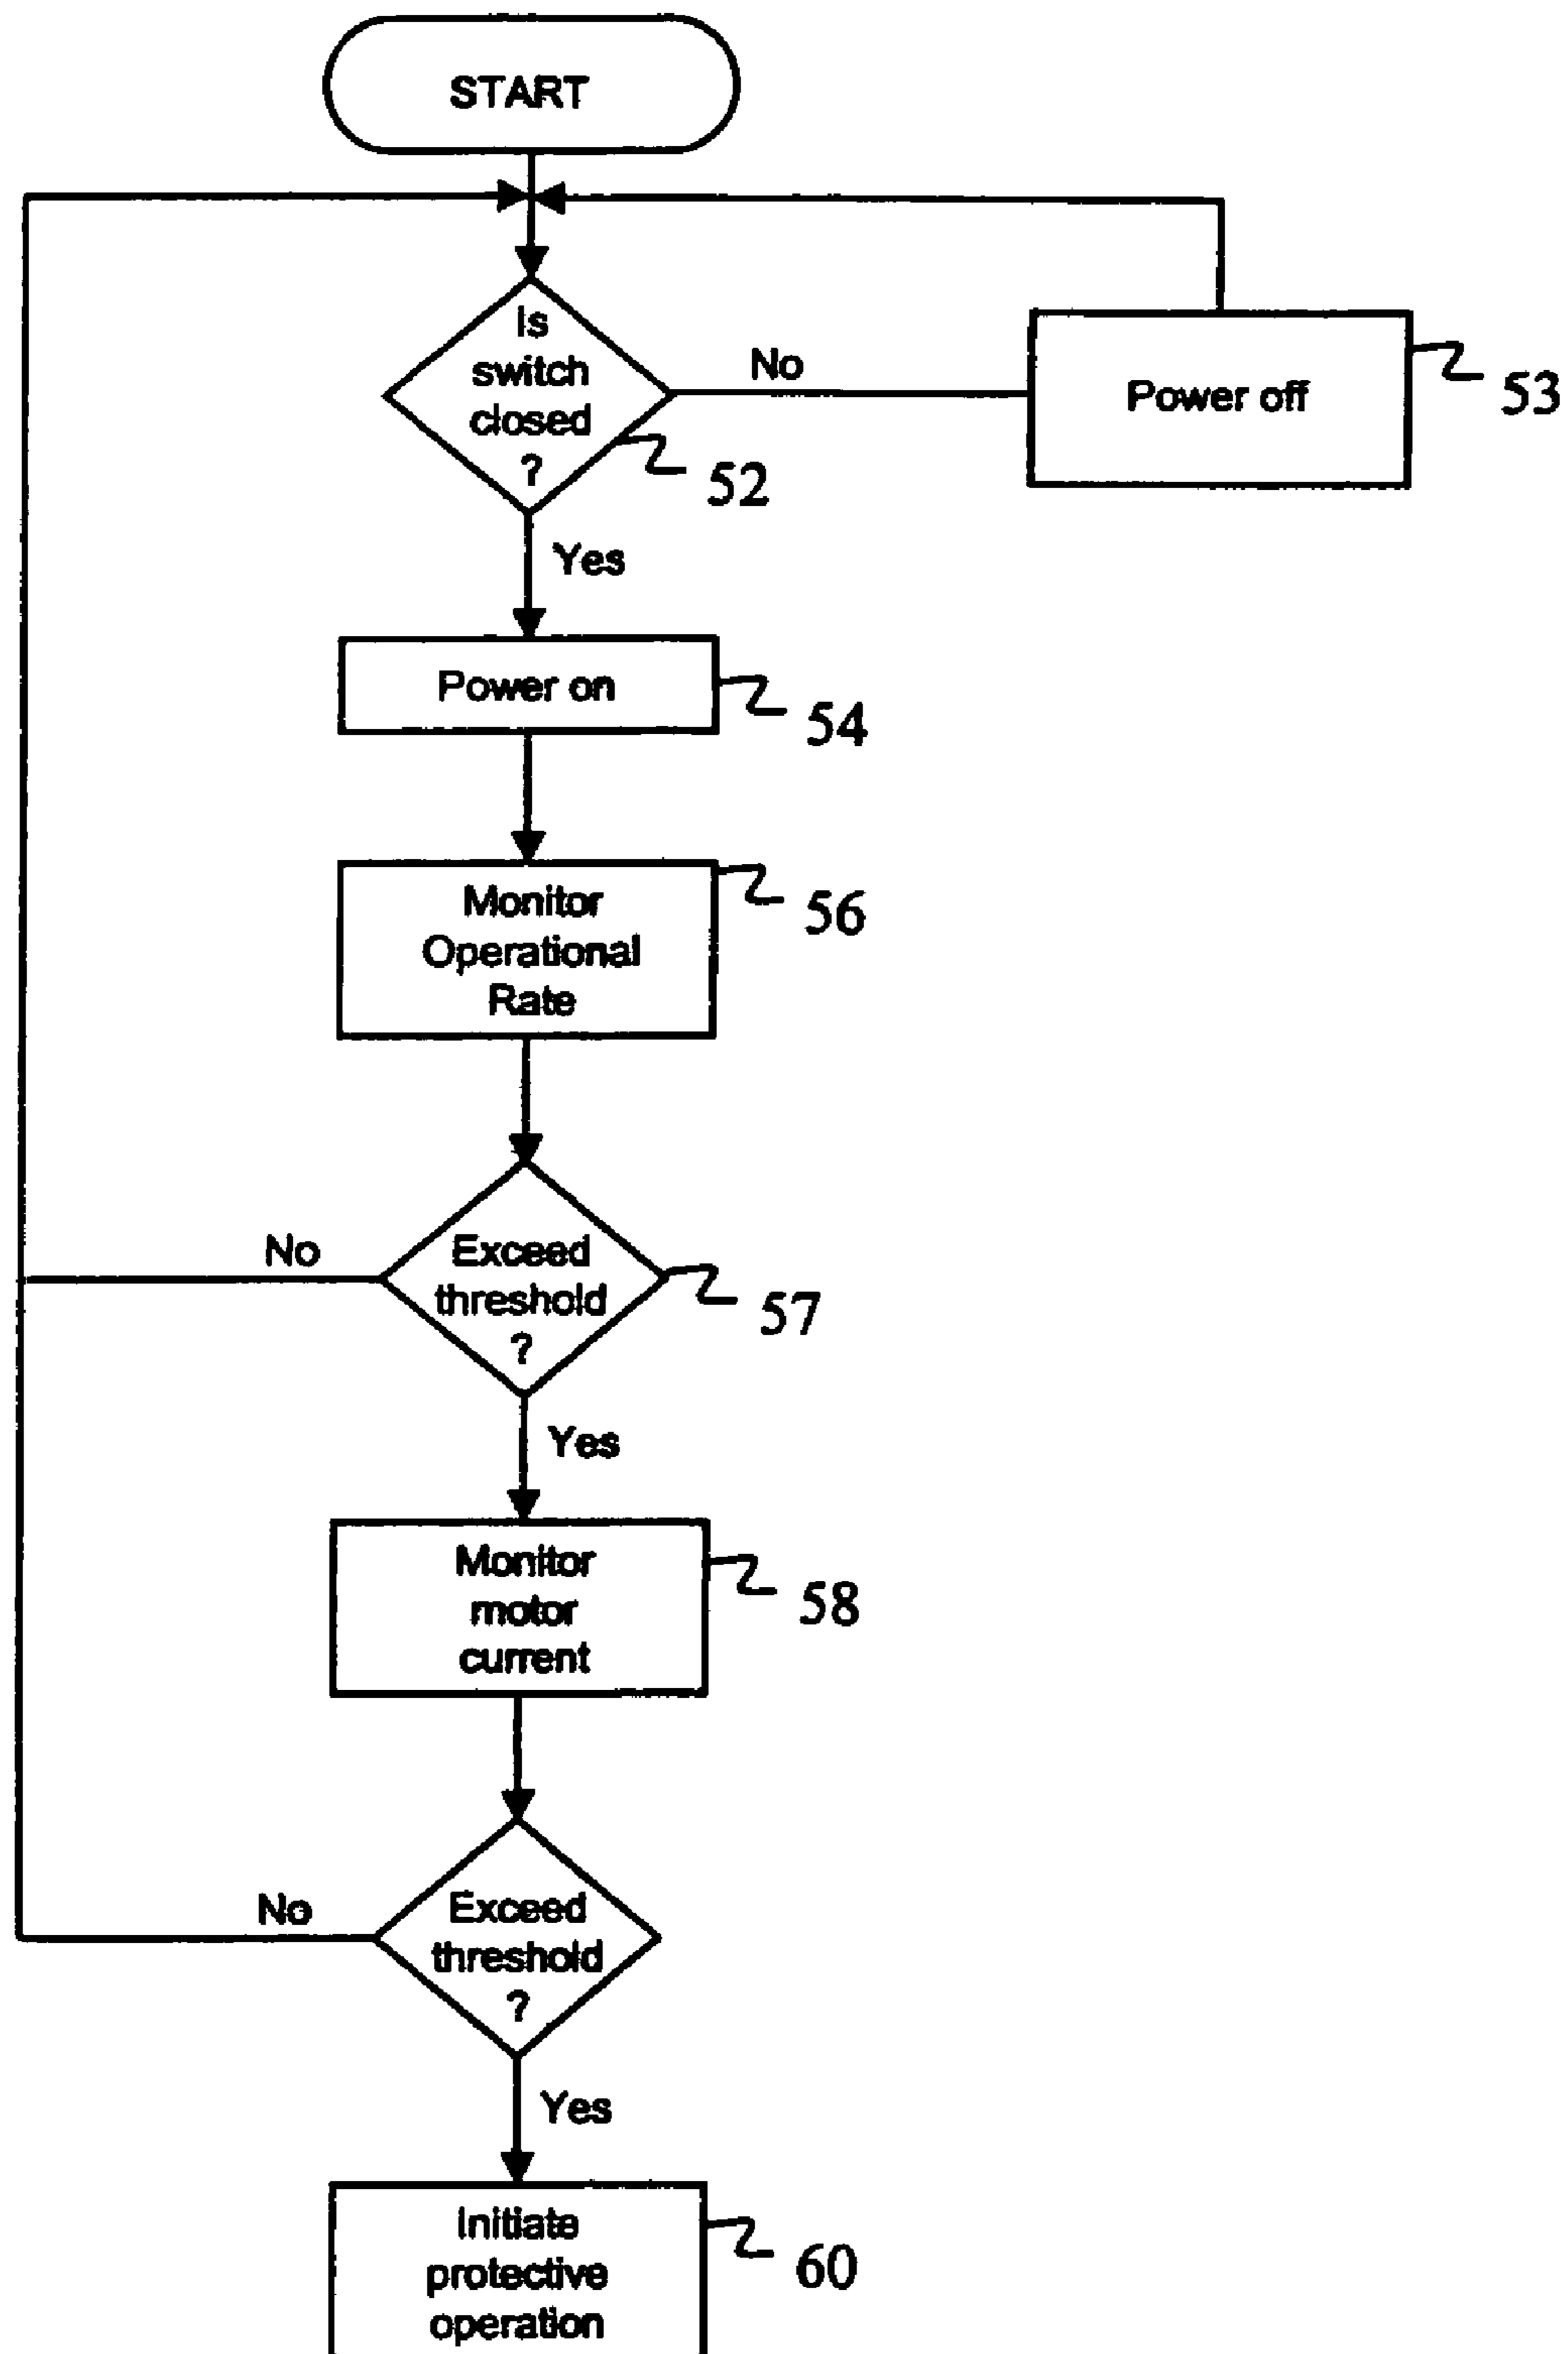 START
Is
switch
closed
?
No
52
Power off
53
Yes
Power on
54
Monitor
Operational
Rate
56
No
Exceed
threshold
?
57
Yes
Monitor
motor
current
58
No
Exceed
threshold
?
Yes
Initiate
protective
operation
60